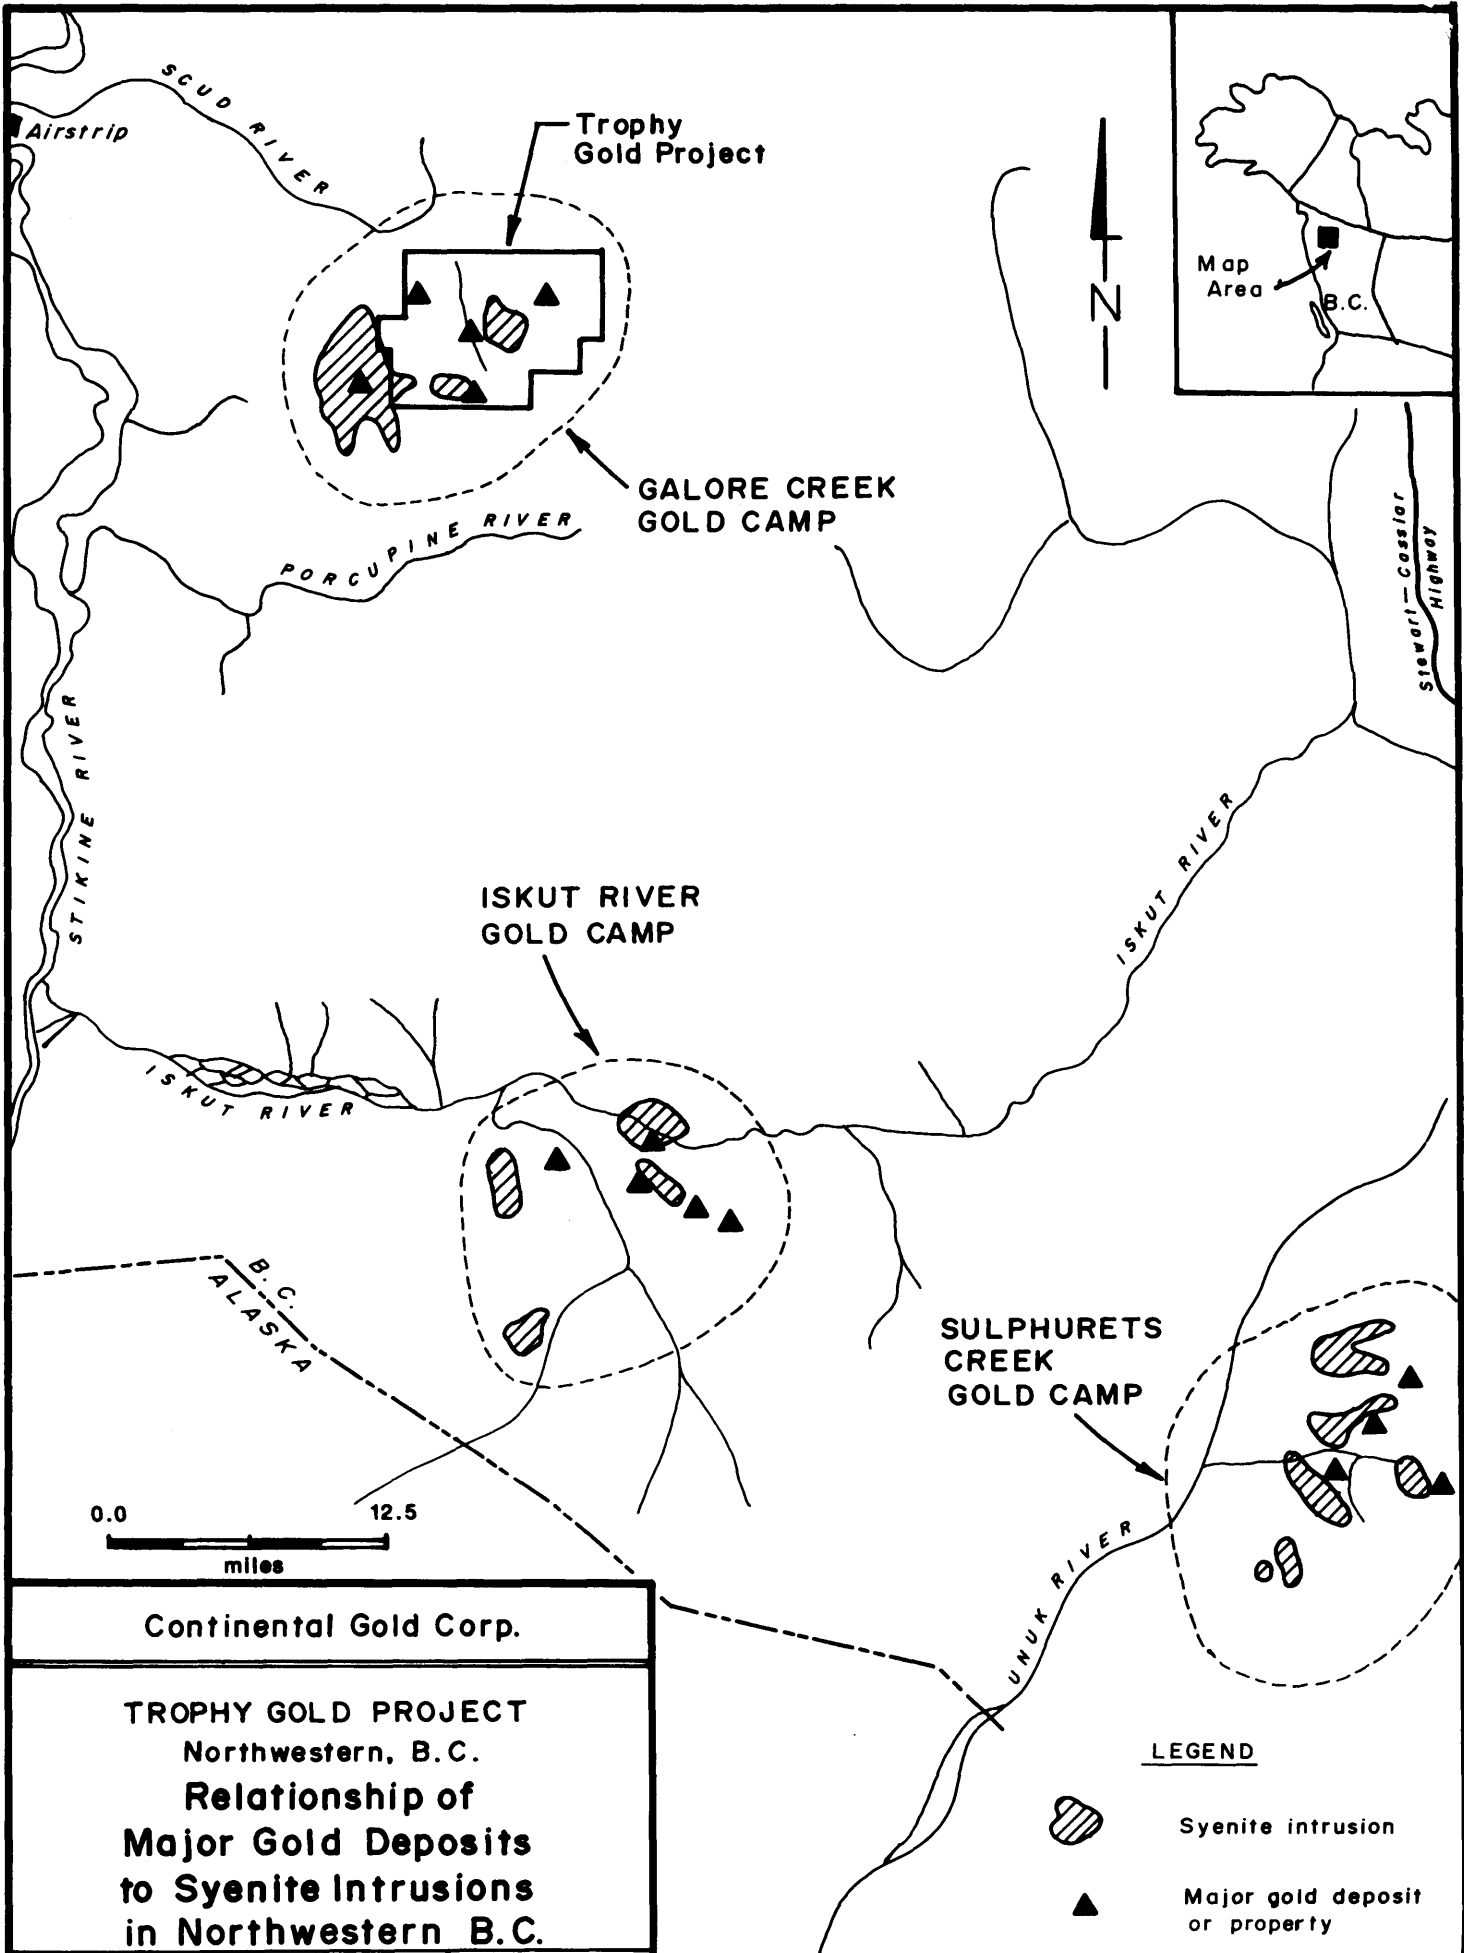 SCUD RIVER
Airstrip
Trophy
Gold Project
N
Map
Area
B.C.
GALORE CREEK
GOLD CAMP
PORCUPINE RIVER
Stewart-Cassiar
Highway
STIKINE RIVER
ISKUT RIVER
ISKUT RIVER
GOLD CAMP
ISKUT RIVER
B.C.
ALASKA
SULPHURETS
CREEK
GOLD CAMP
UNUK RIVER
0.0 12.5
miles
Continental Gold Corp.
TROPHY GOLD PROJECT
Northwestern, B.C.
Relationship of
Major Gold Deposits
to Syenite Intrusions
in Northwestern B.C.
LEGEND
Syenite intrusion
Major gold deposit
or property